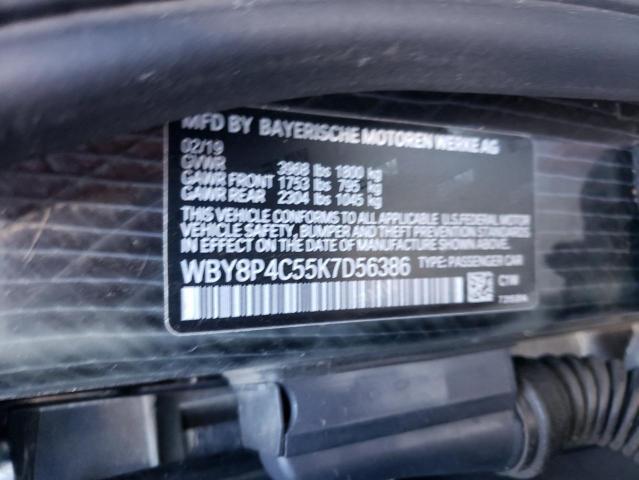 MFD BY BAYERISCHE MOTOREN WERKE AG
02/19
GVWR 3968 lbs 1800 kg
GAWR FRONT 1753 lbs 795 kg
GAWR REAR 2304 lbs 1045 kg
THIS VEHICLE CONFORMS TO ALL APPLICABLE U.S. FEDERAL MOTOR
VEHICLE SAFETY, BUMPER AND THEFT PREVENTION STANDARDS
IN EFFECT ON THE DATE OF MANUFACTURE SHOWN ABOVE.
WBY8P4C55K7D56386 TYPE: PASSENGER CAR